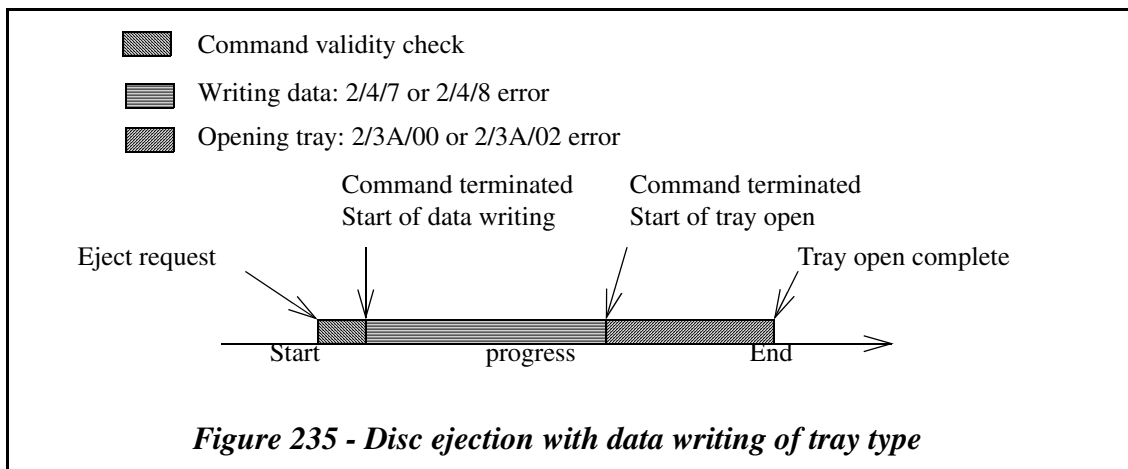 Command validity check
Writing data: 2/4/7 or 2/4/8 error
Opening tray: 2/3A/00 or 2/3A/02 error
Command terminated
Start of data writing
Command terminated
Start of tray open
Eject request
Tray open complete
Start
progress
End
Figure 235 - Disc ejection with data writing of tray type